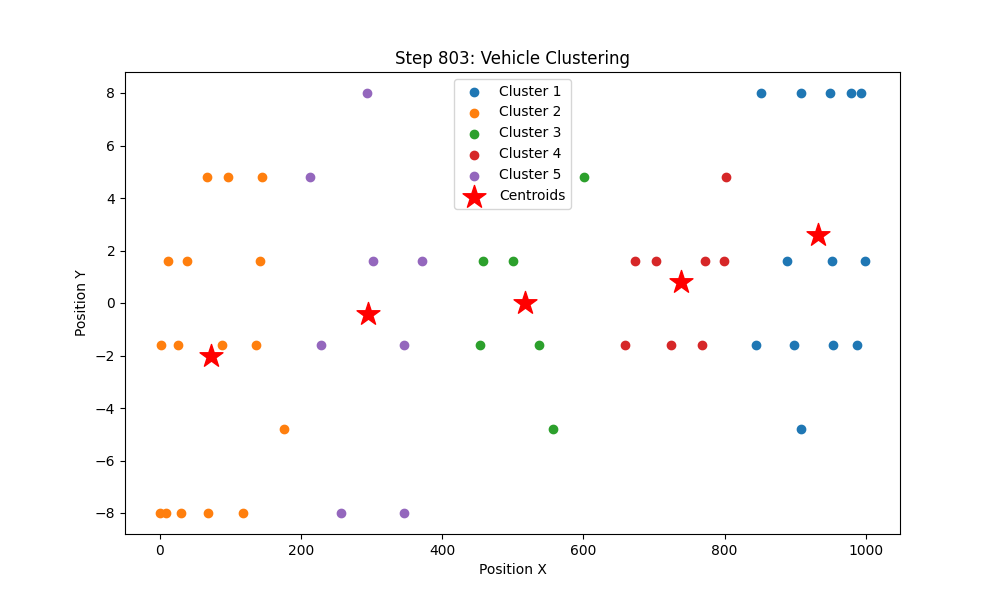 Step 803: Vehicle Clustering
Cluster 1
Cluster 2
Cluster 3
Cluster 4
Cluster 5
Centroids
8
6
4
2
0
−2
−4
−6
−8
Position Y
0
200
400
600
800
1000
Position X